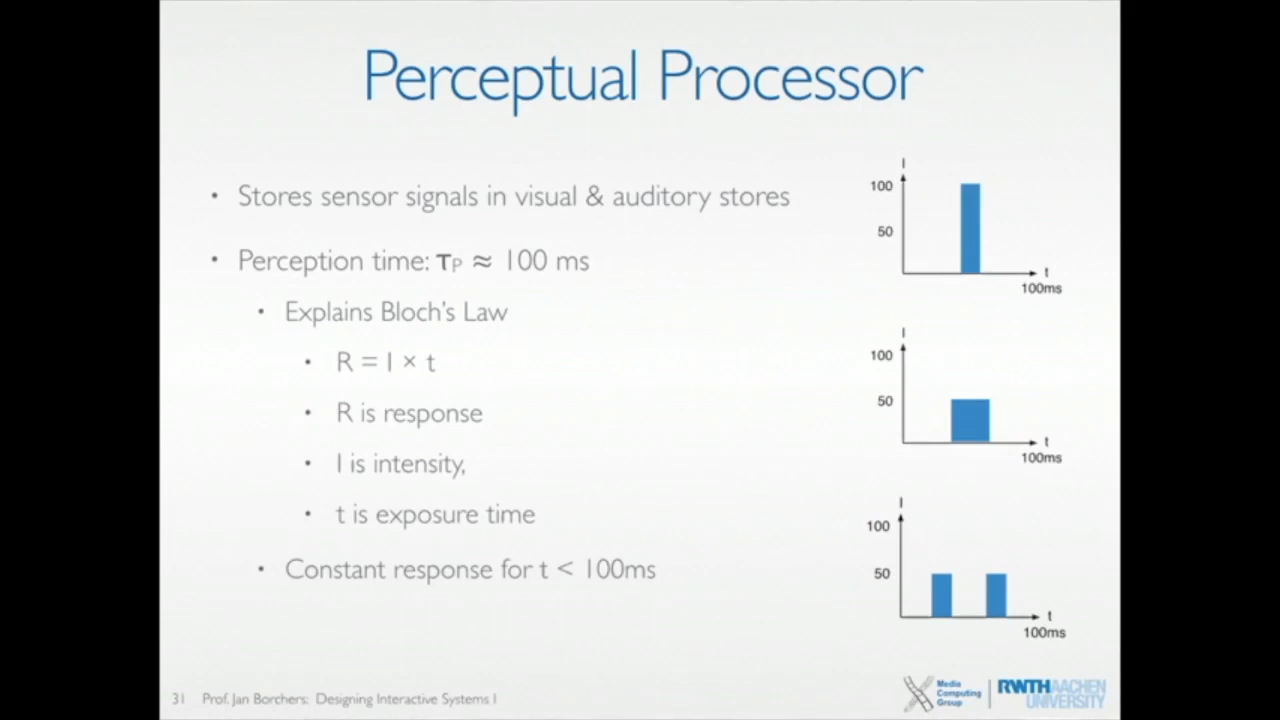 Perceptual Processor
• Stores sensor signals in visual & auditory stores
• Perception time: τP ≈ 100 ms
• Explains Bloch's Law
• R = I × t
• R is response
• I is intensity,
• t is exposure time
• Constant response for t < 100ms
I
100
50
t
100ms
I
100
50
t
100ms
I
100
50
t
100ms
31 Prof. Jan Borchers: Designing Interactive Systems I
Media
Computing
Group
RWTH AACHEN
UNIVERSITY